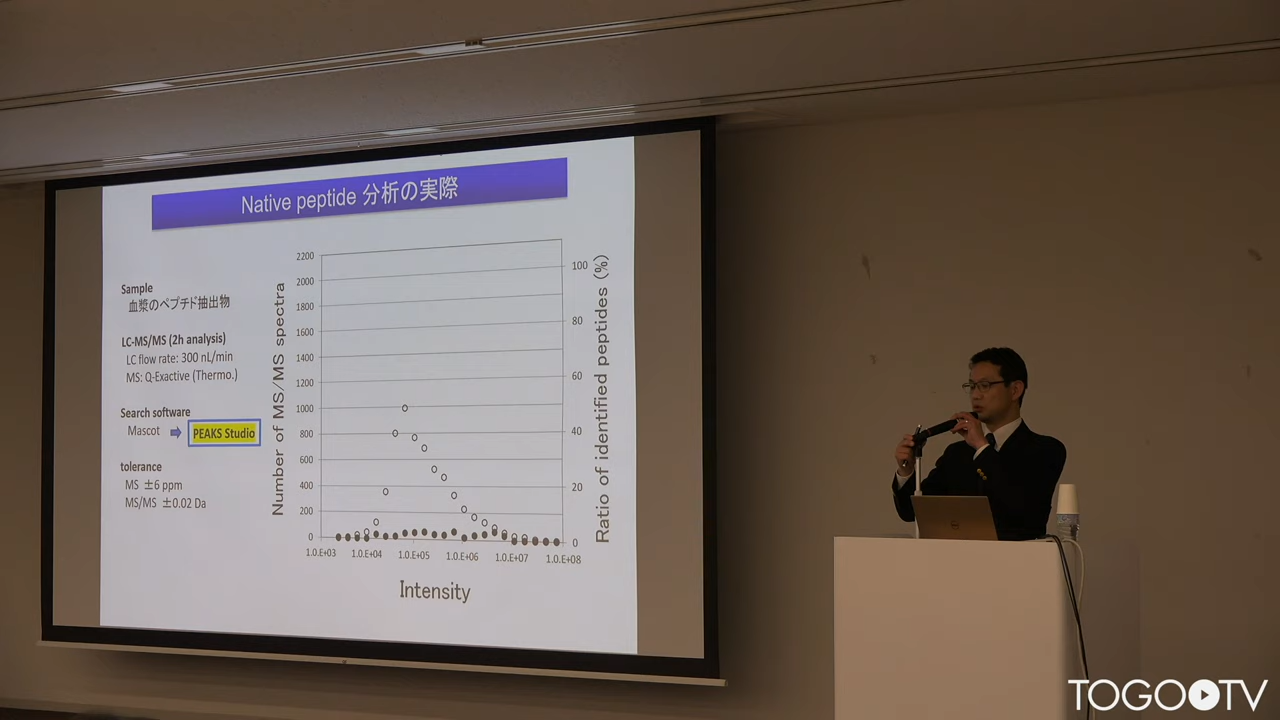 Native peptide 分析の実際
Sample
血漿のペプチド抽出物
LC-MS/MS (2h analysis)
LC flow rate: 300 nL/min
MS: Q-Exactive (Thermo.)
Search software
Mascot
PEAKS Studio
tolerance
MS ±6 ppm
MS/MS ±0.02 Da
Number of MS/MS spectra
2200
2000
1800
1600
1400
1200
1000
800
600
400
200
0
1.0.E+03
1.0.E+04
1.0.E+05
1.0.E+06
1.0.E+07
1.0.E+08
Intensity
100
80
60
40
20
0
Ratio of identified peptides (%)
TOGOTV